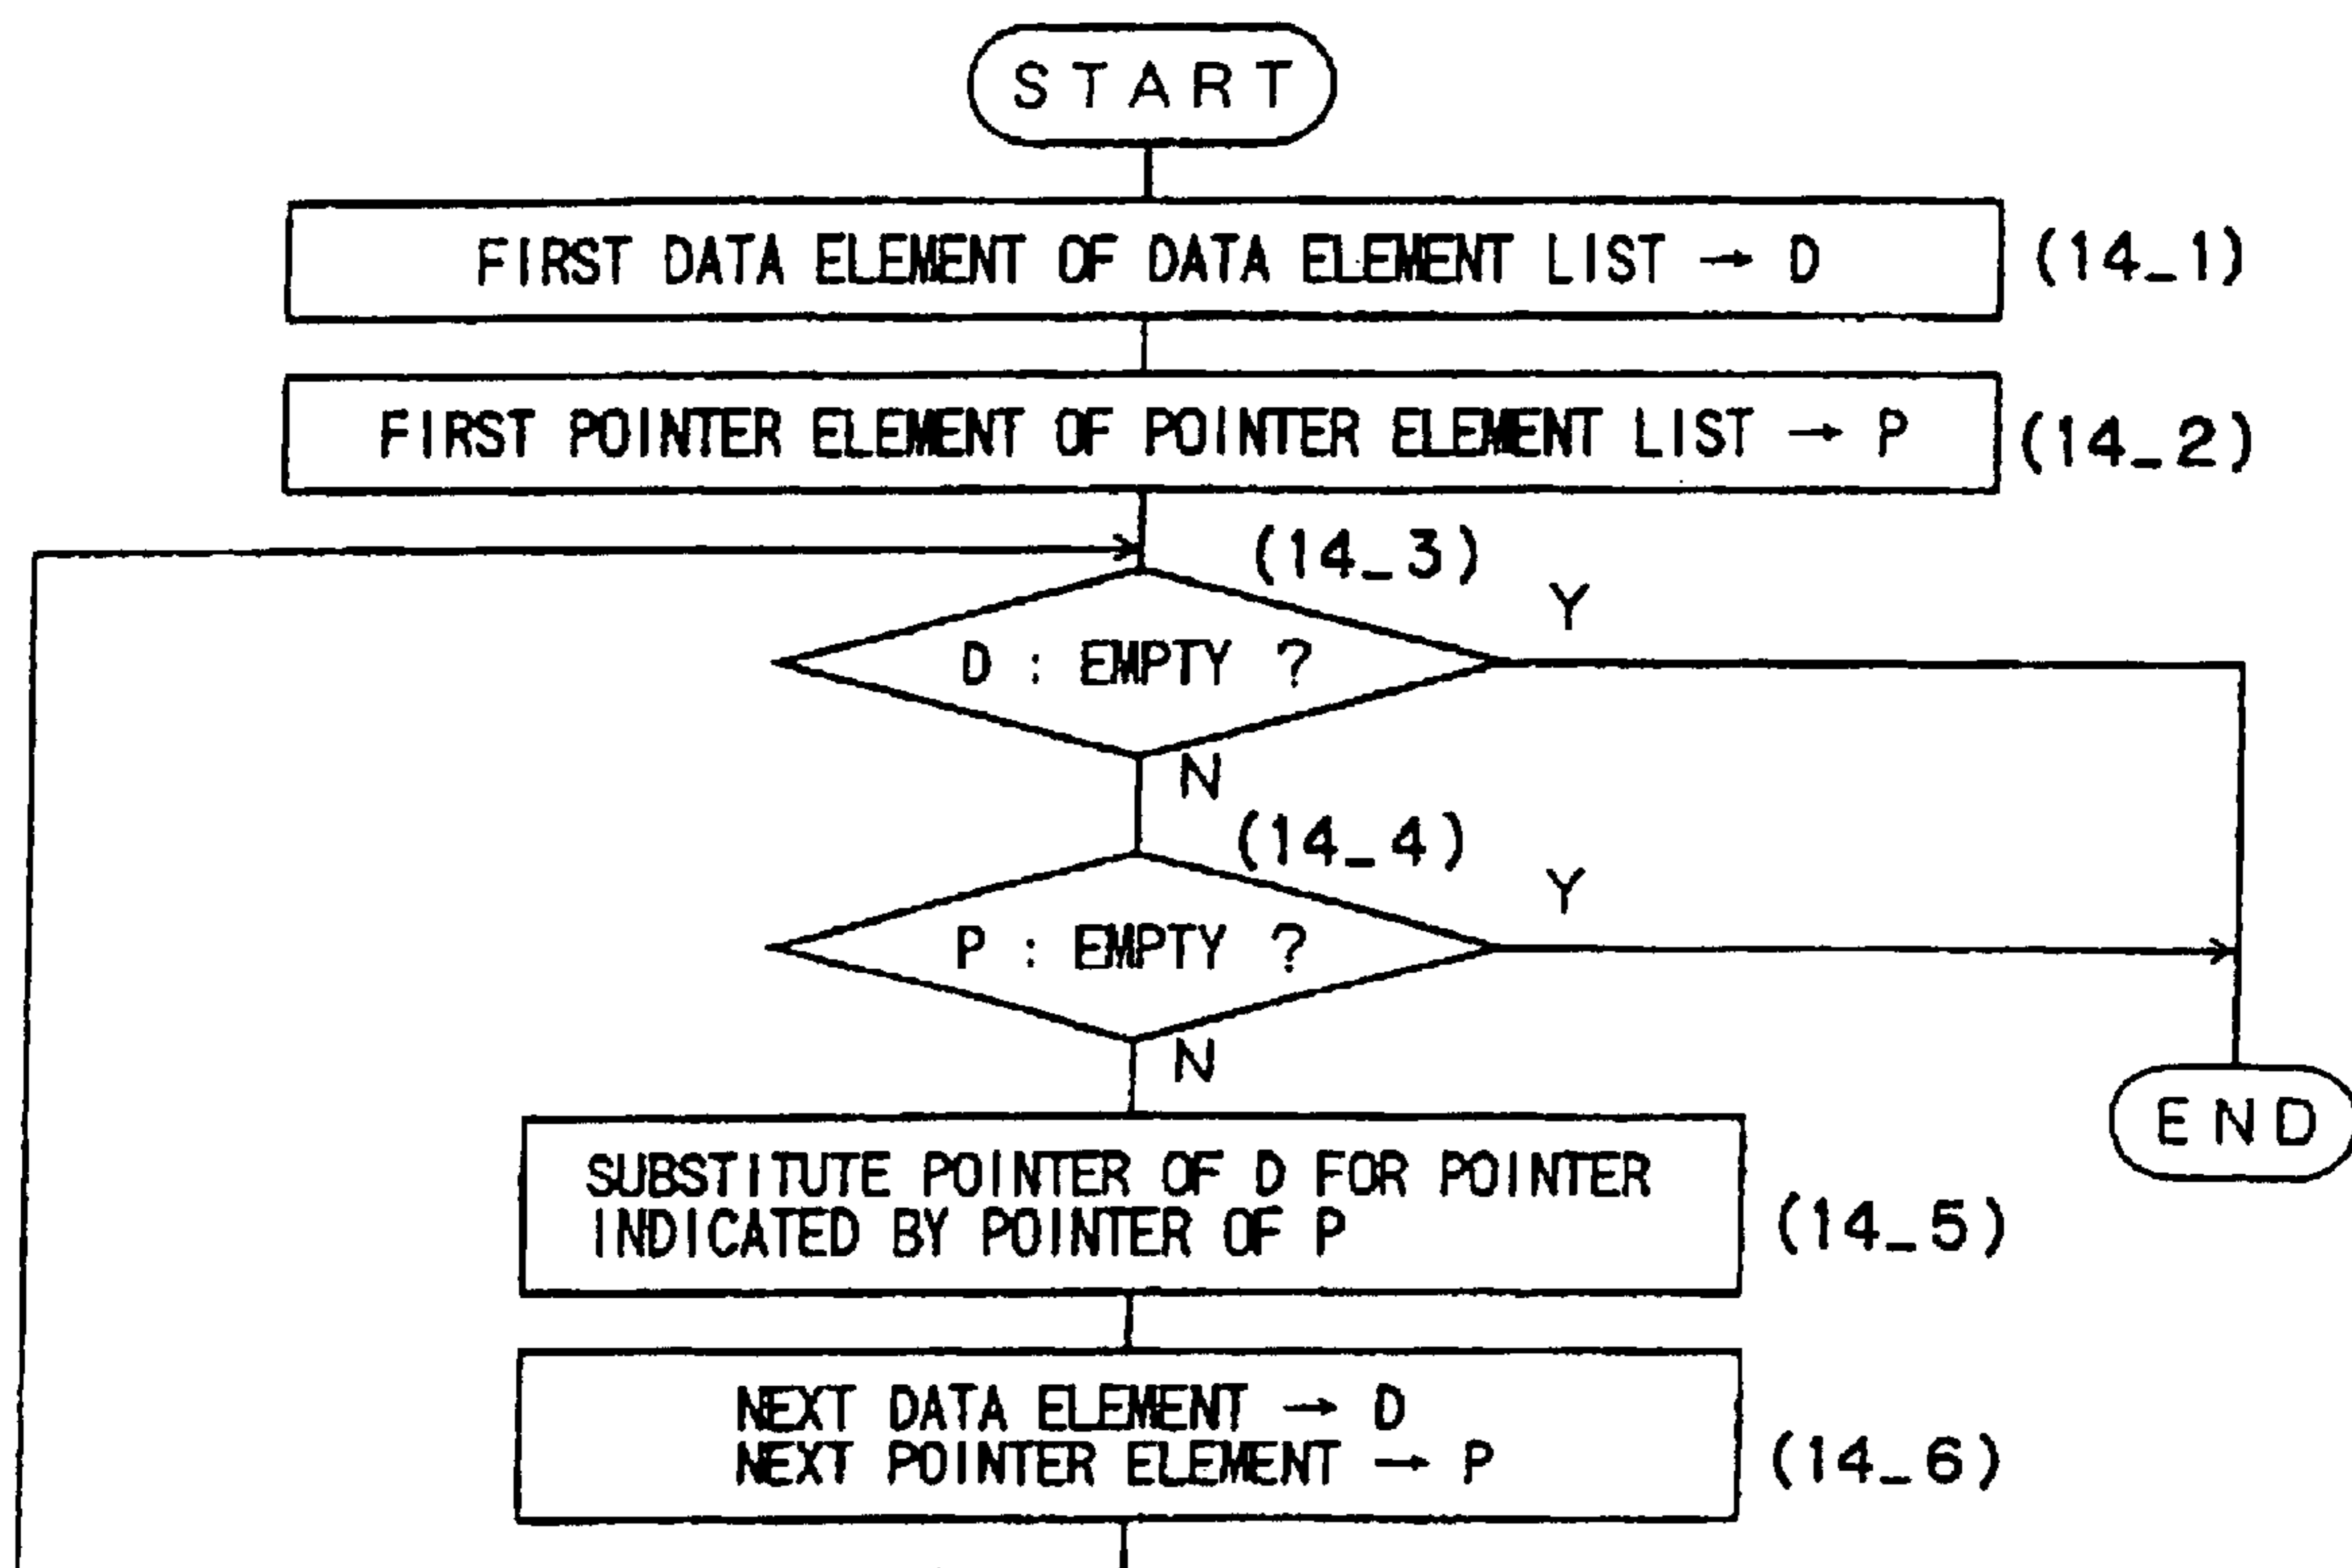 START
FIRST DATA ELEMENT OF DATA ELEMENT LIST → D
(14_1)
FIRST POINTER ELEMENT OF POINTER ELEMENT LIST → P
(14_2)
(14_3)
D : EMPTY ?
Y
N
(14_4)
P : EMPTY ?
Y
N
END
SUBSTITUTE POINTER OF D FOR POINTER
INDICATED BY POINTER OF P
(14_5)
NEXT DATA ELEMENT → D
NEXT POINTER ELEMENT → P
(14_6)